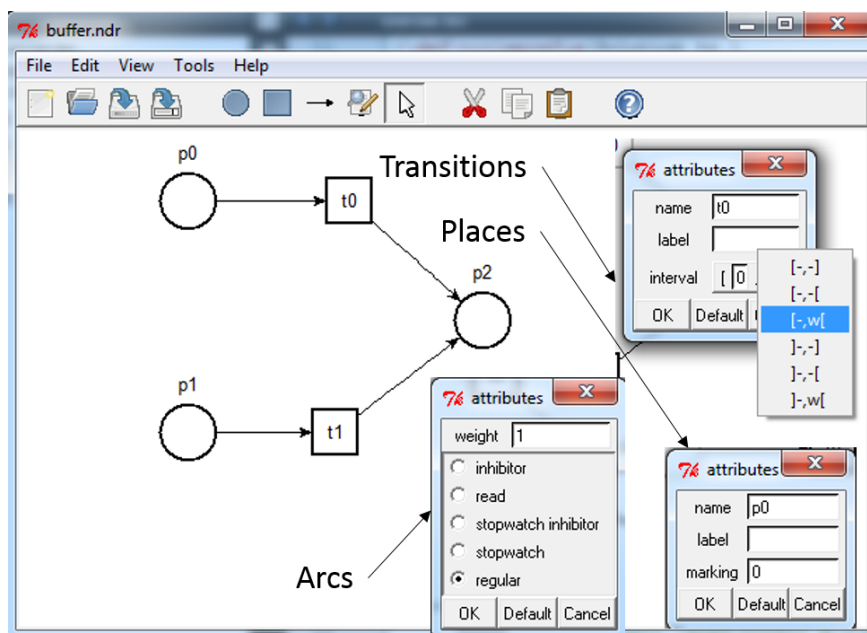 buffer.ndr
File Edit View Tools Help
p0
t0
p2
p1
t1
Transitions
Places
Arcs
attributes
name t0
label
interval [ 0
OK Default
[-,-]
[-,-[
[-,w[
]-,-]
]-,-[
]-,w[
attributes
weight 1
inhibitor
read
stopwatch inhibitor
stopwatch
regular
OK Default Cancel
attributes
name p0
label
marking 0
OK Default Cancel